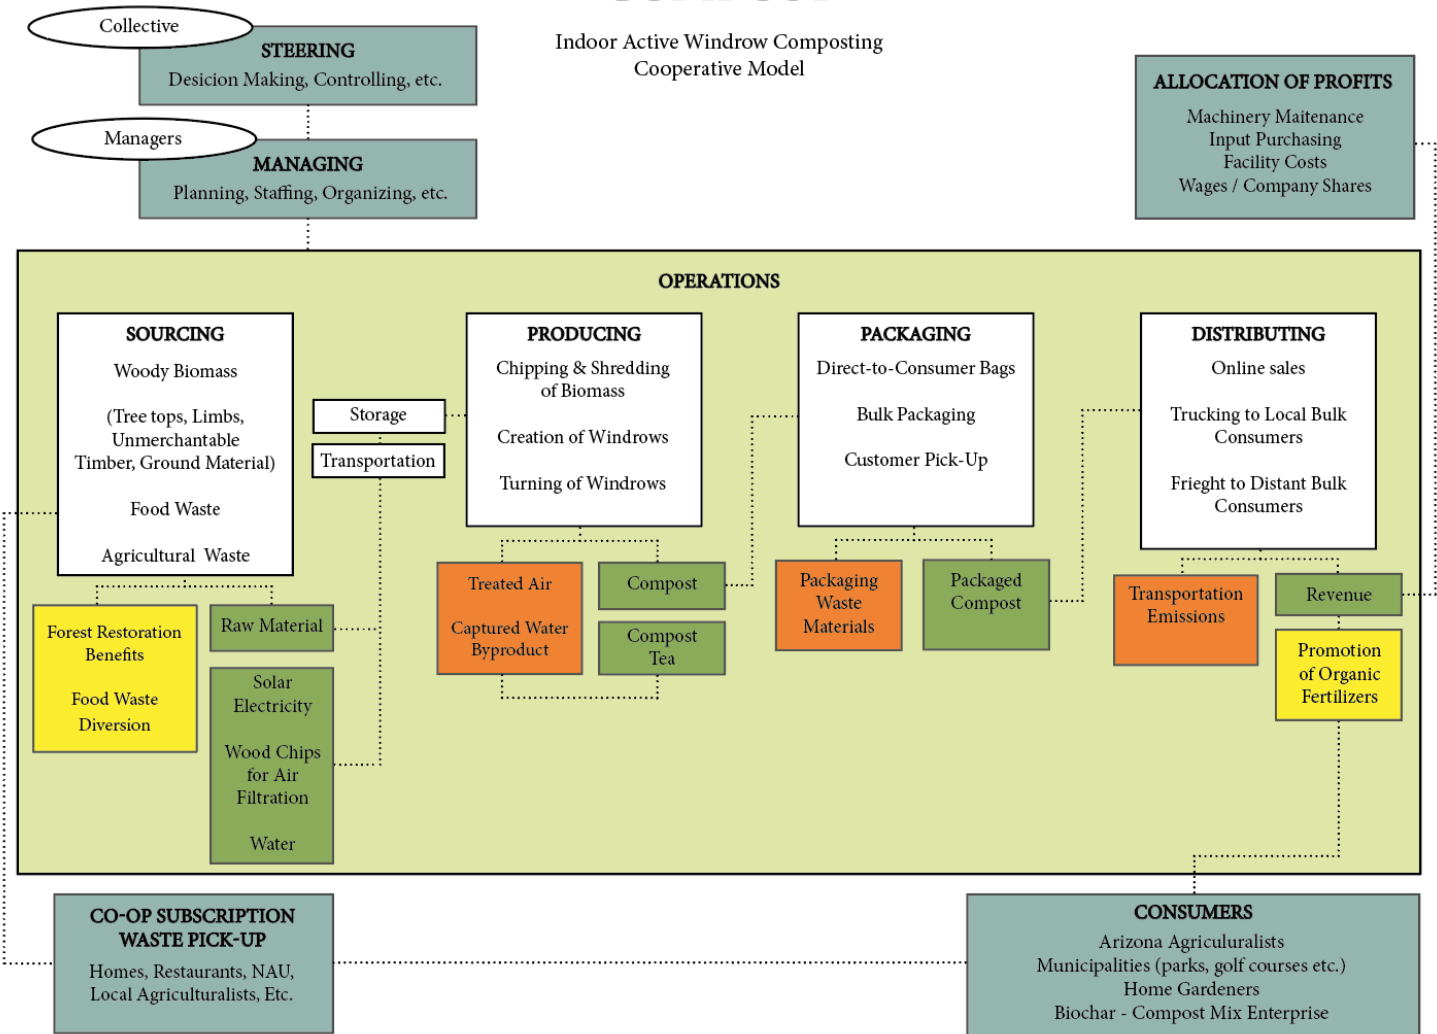 Collective
STEERING
Desicion Making, Controlling, etc.
Managers
MANAGING
Planning, Staffing, Organizing, etc.
Indoor Active Windrow Composting
Cooperative Model
ALLOCATION OF PROFITS
Machinery Maitenance
Input Purchasing
Facility Costs
Wages / Company Shares
OPERATIONS
SOURCING
Woody Biomass
(Tree tops, Limbs,
Unmerchantable
Timber, Ground Material)
Food Waste
Agricultural Waste
Storage
Transportation
PRODUCING
Chipping & Shredding
of Biomass
Creation of Windrows
Turning of Windrows
PACKAGING
Direct-to-Consumer Bags
Bulk Packaging
Customer Pick-Up
DISTRIBUTING
Online sales
Trucking to Local Bulk
Consumers
Frieght to Distant Bulk
Consumers
Forest Restoration
Benefits
Food Waste
Diversion
Raw Material
Solar
Electricity
Wood Chips
for Air
Filtration
Water
Treated Air
Captured Water
Byproduct
Compost
Compost
Tea
Packaging
Waste
Materials
Packaged
Compost
Transportation
Emissions
Revenue
Promotion
of Organic
Fertilizers
CO-OP SUBSCRIPTION
WASTE PICK-UP
Homes, Restaurants, NAU,
Local Agriculturalists, Etc.
CONSUMERS
Arizona Agriculuralists
Municipalities (parks, golf courses etc.)
Home Gardeners
Biochar - Compost Mix Enterprise